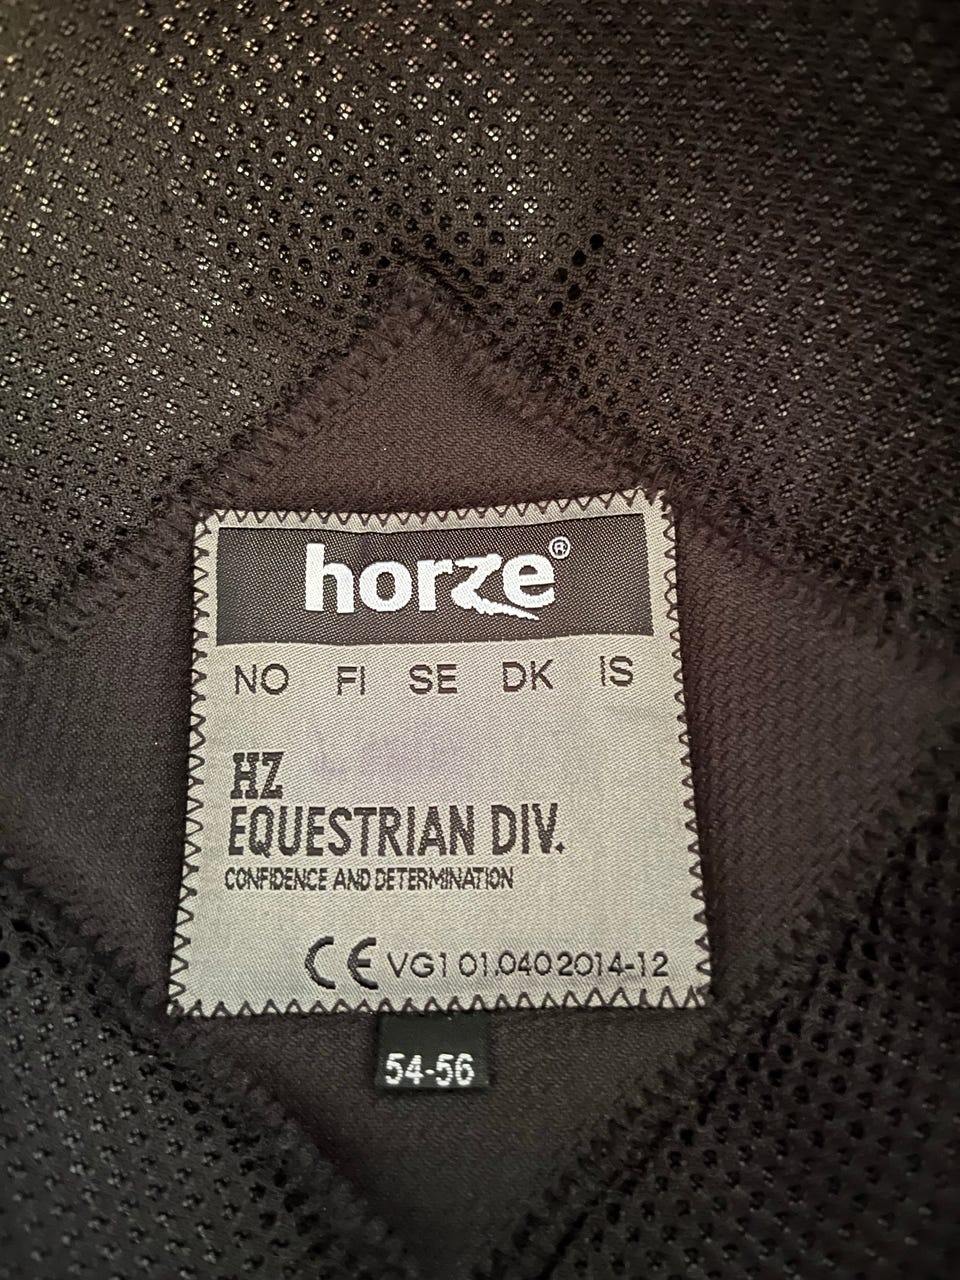 horze®
NO FI SE DK IS
HZ
EQUESTRIAN DIV.
CONFIDENCE AND DETERMINATION
CE VG1 01.040 2014-12
54-56